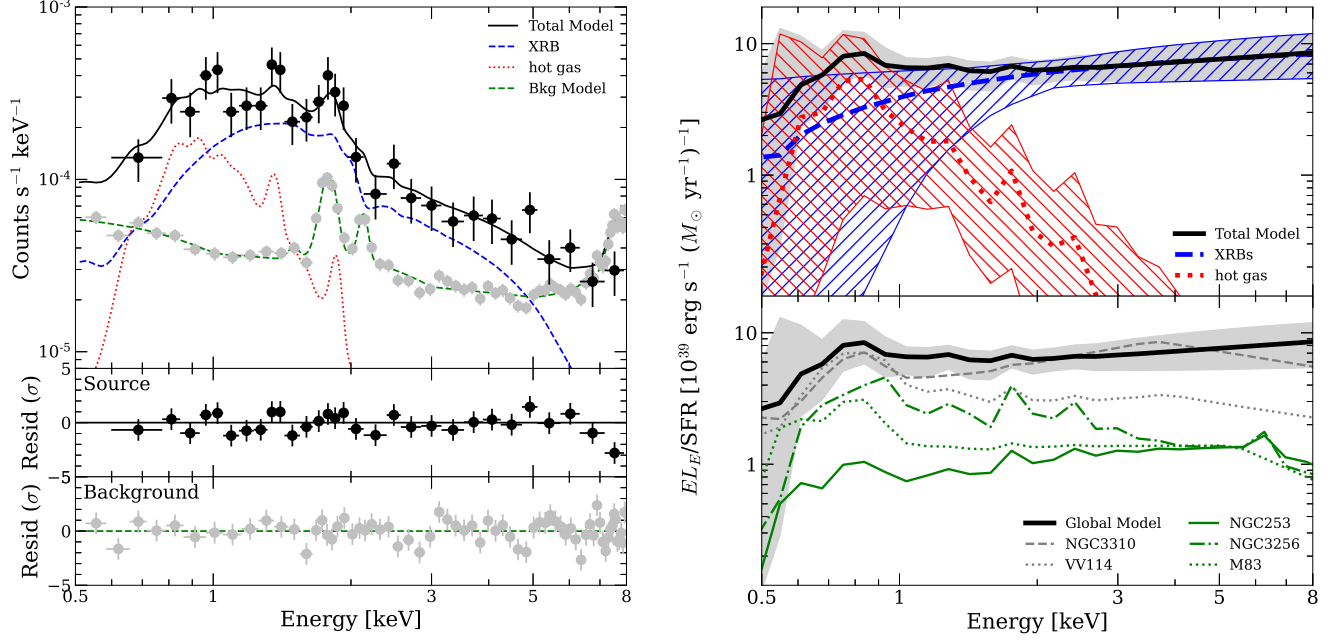 10⁻³
10⁻⁴
10⁻⁵
Counts s⁻¹ keV⁻¹
Total Model
XRB
hot gas
Bkg Model
5
0
−5
Resid (σ)
Source
5
0
−5
Resid (σ)
Background
0.5 1 2 3 5 8
Energy [keV]
10
1
Total Model
XRBs
hot gas
EL_E/SFR [10³⁹ erg s⁻¹ (M⊙ yr⁻¹)⁻¹]
10
1
Global Model
NGC3310
VV114
NGC253
NGC3256
M83
0.5 1 2 3 5 8
Energy [keV]